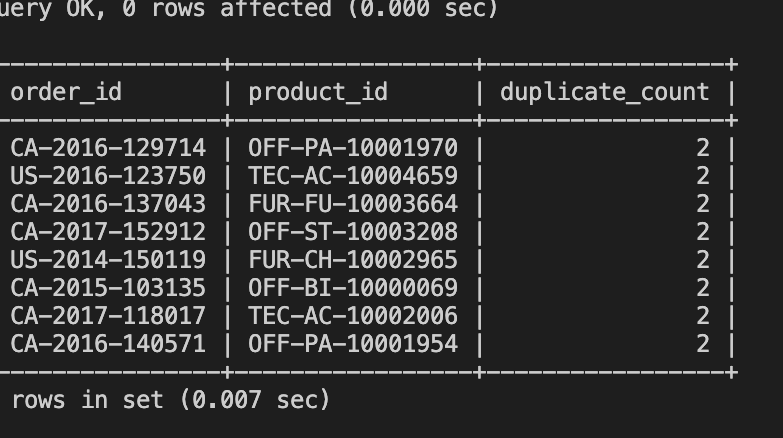 uery OK, 0 rows affected (0.000 sec)
-----------------+------------------+------------------+
order_id | product_id | duplicate_count |
-----------------+------------------+------------------+
CA-2016-129714 | OFF-PA-10001970 | 2 |
US-2016-123750 | TEC-AC-10004659 | 2 |
CA-2016-137043 | FUR-FU-10003664 | 2 |
CA-2017-152912 | OFF-ST-10003208 | 2 |
US-2014-150119 | FUR-CH-10002965 | 2 |
CA-2015-103135 | OFF-BI-10000069 | 2 |
CA-2017-118017 | TEC-AC-10002006 | 2 |
CA-2016-140571 | OFF-PA-10001954 | 2 |
-----------------+------------------+------------------+
rows in set (0.007 sec)